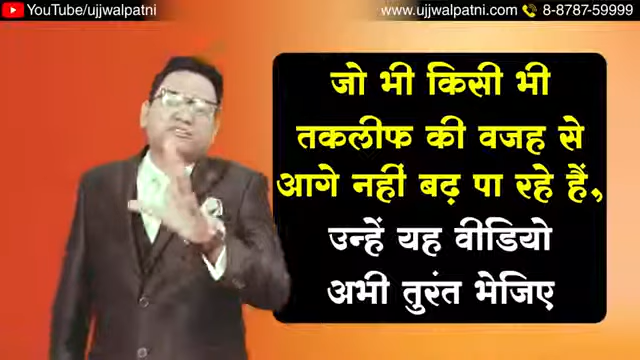 YouTube/ujjwalpatni
www.ujjwalpatni.com
8-8787-59999
जो भी किसी भी
तकलीफ की वजह से
आगे नहीं बढ़ पा रहे हैं,
उन्हें यह वीडियो
अभी तुरंत भेजिए